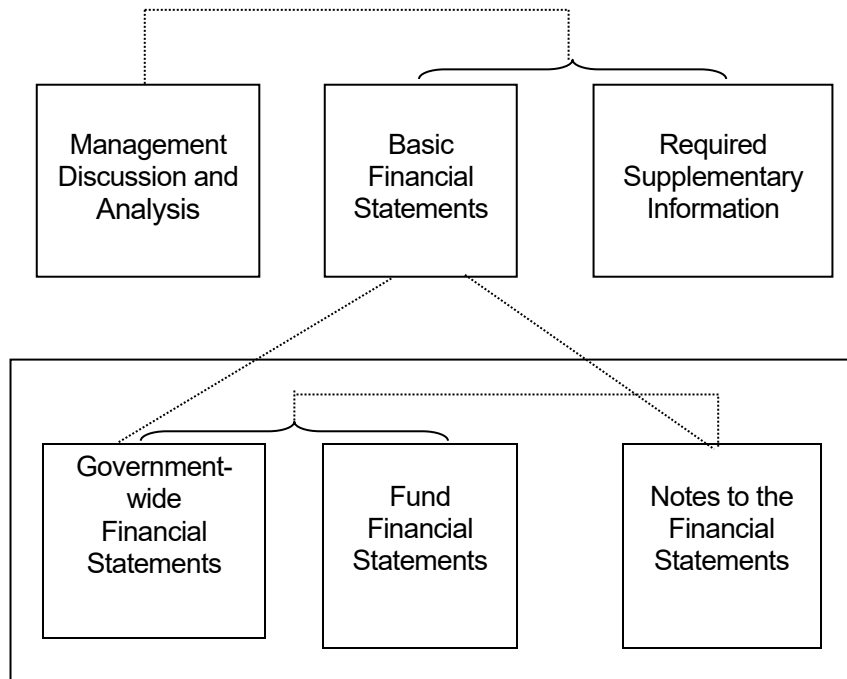 Management
Discussion and
Analysis
Basic
Financial
Statements
Required
Supplementary
Information
Government-
wide
Financial
Statements
Fund
Financial
Statements
Notes to the
Financial
Statements